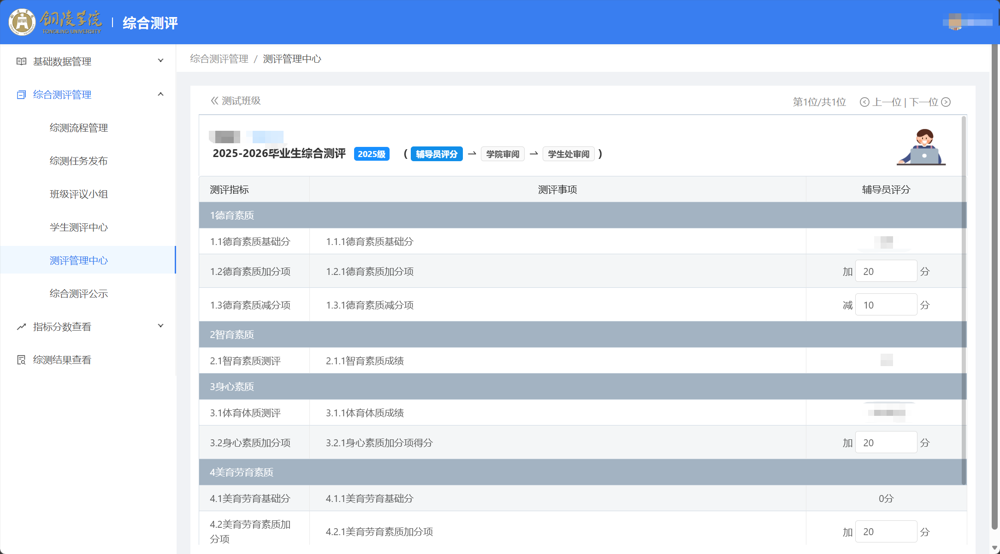 铜陵学院
TONGLING UNIVERSITY
综合测评
基础数据管理
综合测评管理
综测流程管理
综测任务发布
班级评议小组
学生测评中心
测评管理中心
综合测评公示
指标分数查看
综测结果查看
综合测评管理 / 测评管理中心
测试班级
第1位/共1位 上一位 | 下一位
2025-2026毕业生综合测评 2025级 ( 辅导员评分 → 学院审阅 → 学生处审阅 )
测评指标 测评事项 辅导员评分
1德育素质
1.1德育素质基础分 1.1.1德育素质基础分
1.2德育素质加分项 1.2.1德育素质加分项 加 20 分
1.3德育素质减分项 1.3.1德育素质减分项 减 10 分
2智育素质
2.1智育素质测评 2.1.1智育素质成绩
3身心素质
3.1体育体质测评 3.1.1体育体质成绩
3.2身心素质加分项 3.2.1身心素质加分项得分 加 20 分
4美育劳育素质
4.1美育劳育基础分 4.1.1美育劳育基础分 0分
4.2美育劳育素质加
分项 4.2.1美育劳育素质加分项 加 20 分